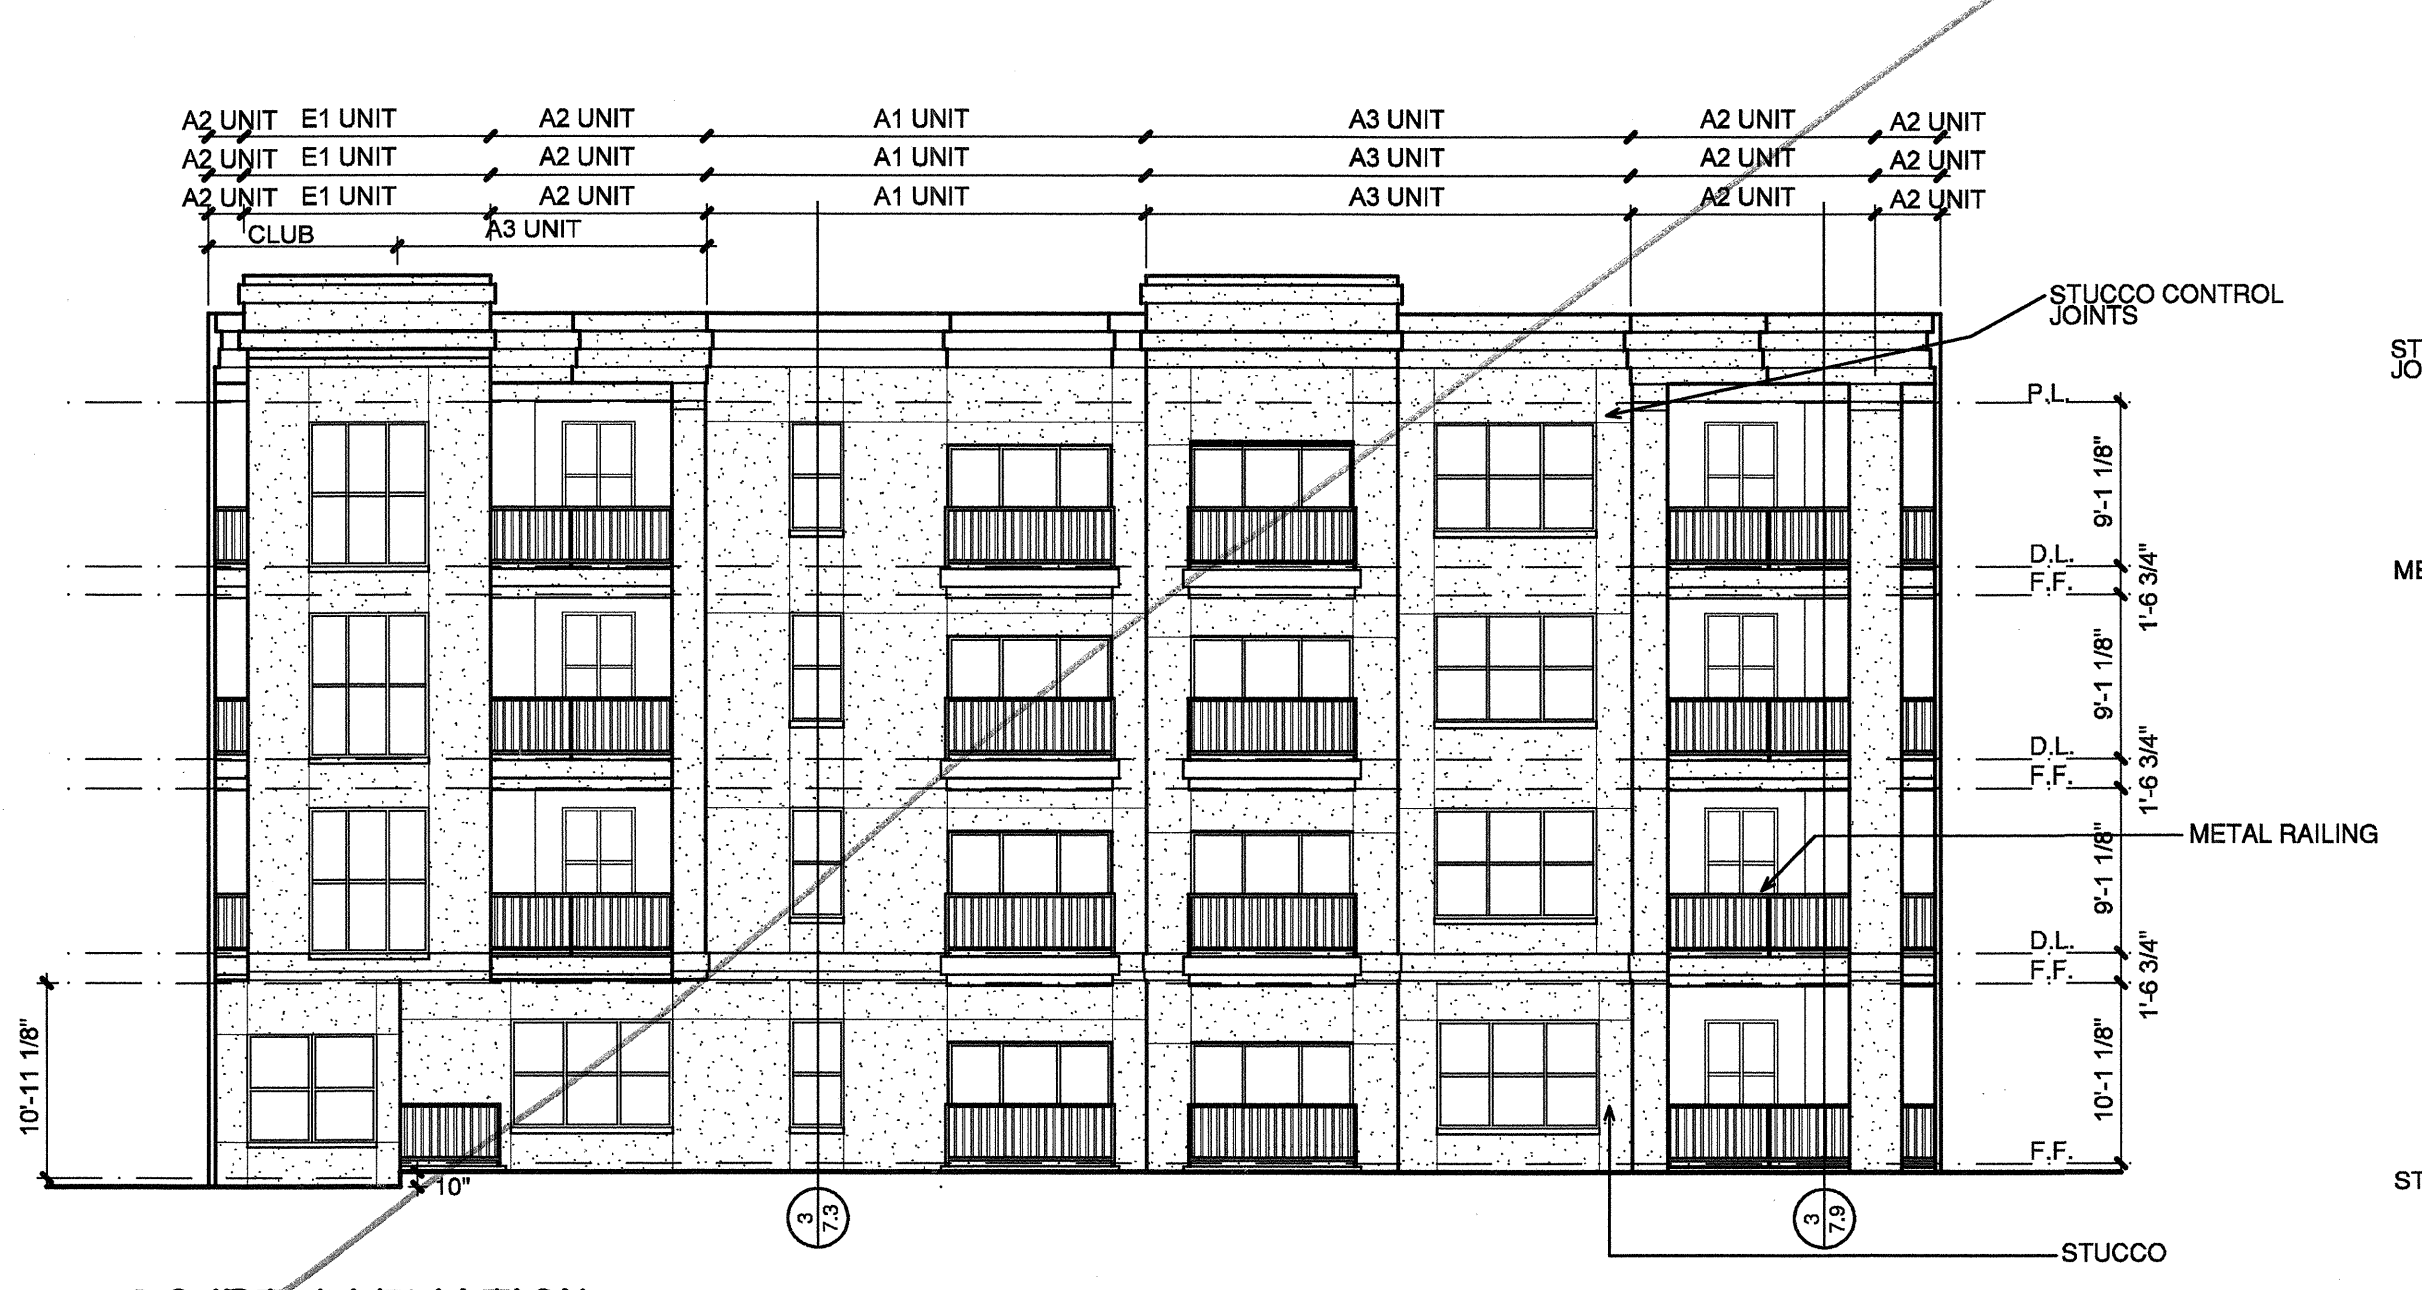 A2 UNIT E1 UNIT A2 UNIT A1 UNIT A3 UNIT A2 UNIT A2 UNIT
A2 UNIT E1 UNIT A2 UNIT A1 UNIT A3 UNIT A2 UNIT A2 UNIT
A2 UNIT E1 UNIT A2 UNIT A1 UNIT A3 UNIT A2 UNIT A2 UNIT
CLUB A3 UNIT
STUCCO CONTROL
JOINTS
ST
JO
P.L.
9'-1 1/8"
D.L.
1'-6 3/4"
F.F.
ME
9'-1 1/8"
D.L.
1'-6 3/4"
F.F.
METAL RAILING
9'-1 1/8"
D.L.
1'-6 3/4"
F.F.
10'-11 1/8"
10'-1 1/8"
F.F.
10"
ST
3
7.3
3
7.9
STUCCO